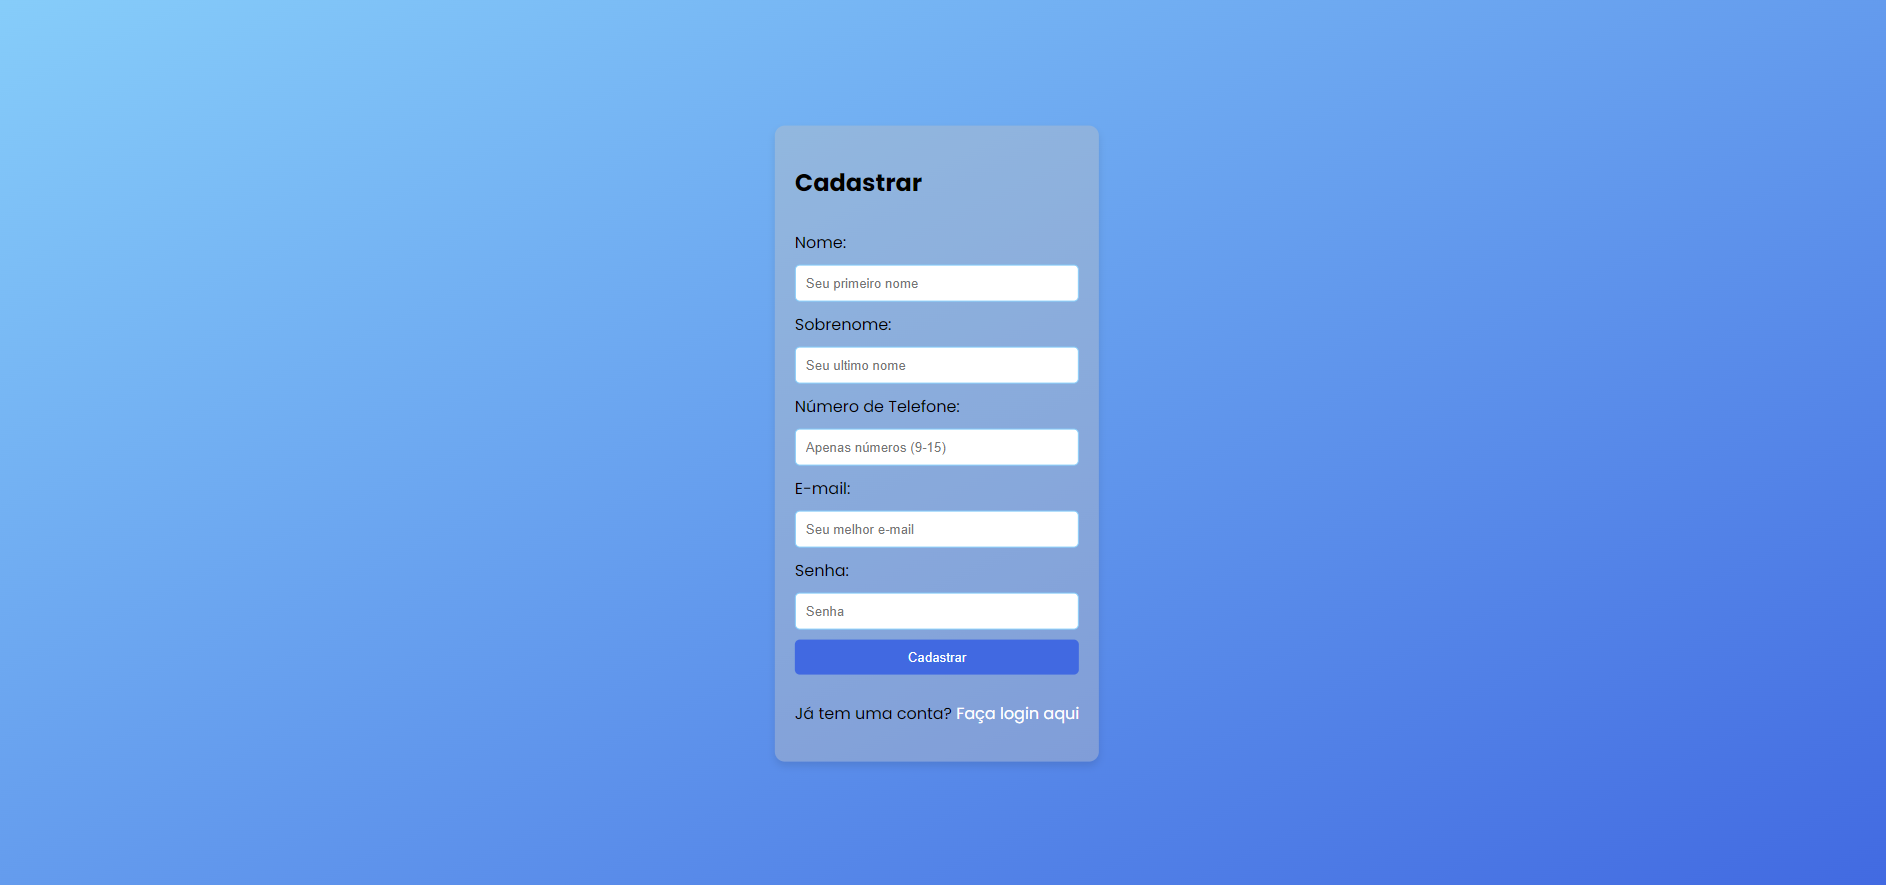 Cadastrar
Nome:
Seu primeiro nome
Sobrenome:
Seu ultimo nome
Número de Telefone:
Apenas números (9-15)
E-mail:
Seu melhor e-mail
Senha:
Senha
Cadastrar
Já tem uma conta? Faça login aqui